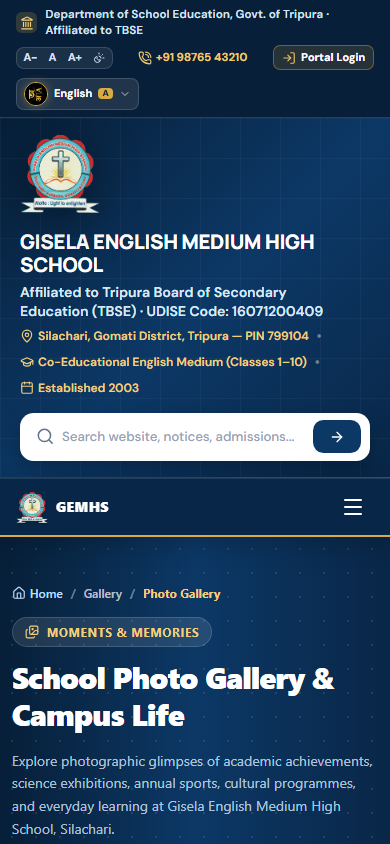 Department of School Education, Govt. of Tripura ·
Affiliated to TBSE
A− A A+
+91 98765 43210
Portal Login
English A
GISELA ENGLISH MEDIUM HIGH
SCHOOL
Affiliated to Tripura Board of Secondary
Education (TBSE) · UDISE Code: 16071200409
Silachari, Gomati District, Tripura — PIN 799104 •
Co-Educational English Medium (Classes 1–10) •
Established 2003
Search website, notices, admissions...
GEMHS
Home / Gallery / Photo Gallery
MOMENTS & MEMORIES
School Photo Gallery &
Campus Life
Explore photographic glimpses of academic achievements,
science exhibitions, annual sports, cultural programmes,
and everyday learning at Gisela English Medium High
School, Silachari.